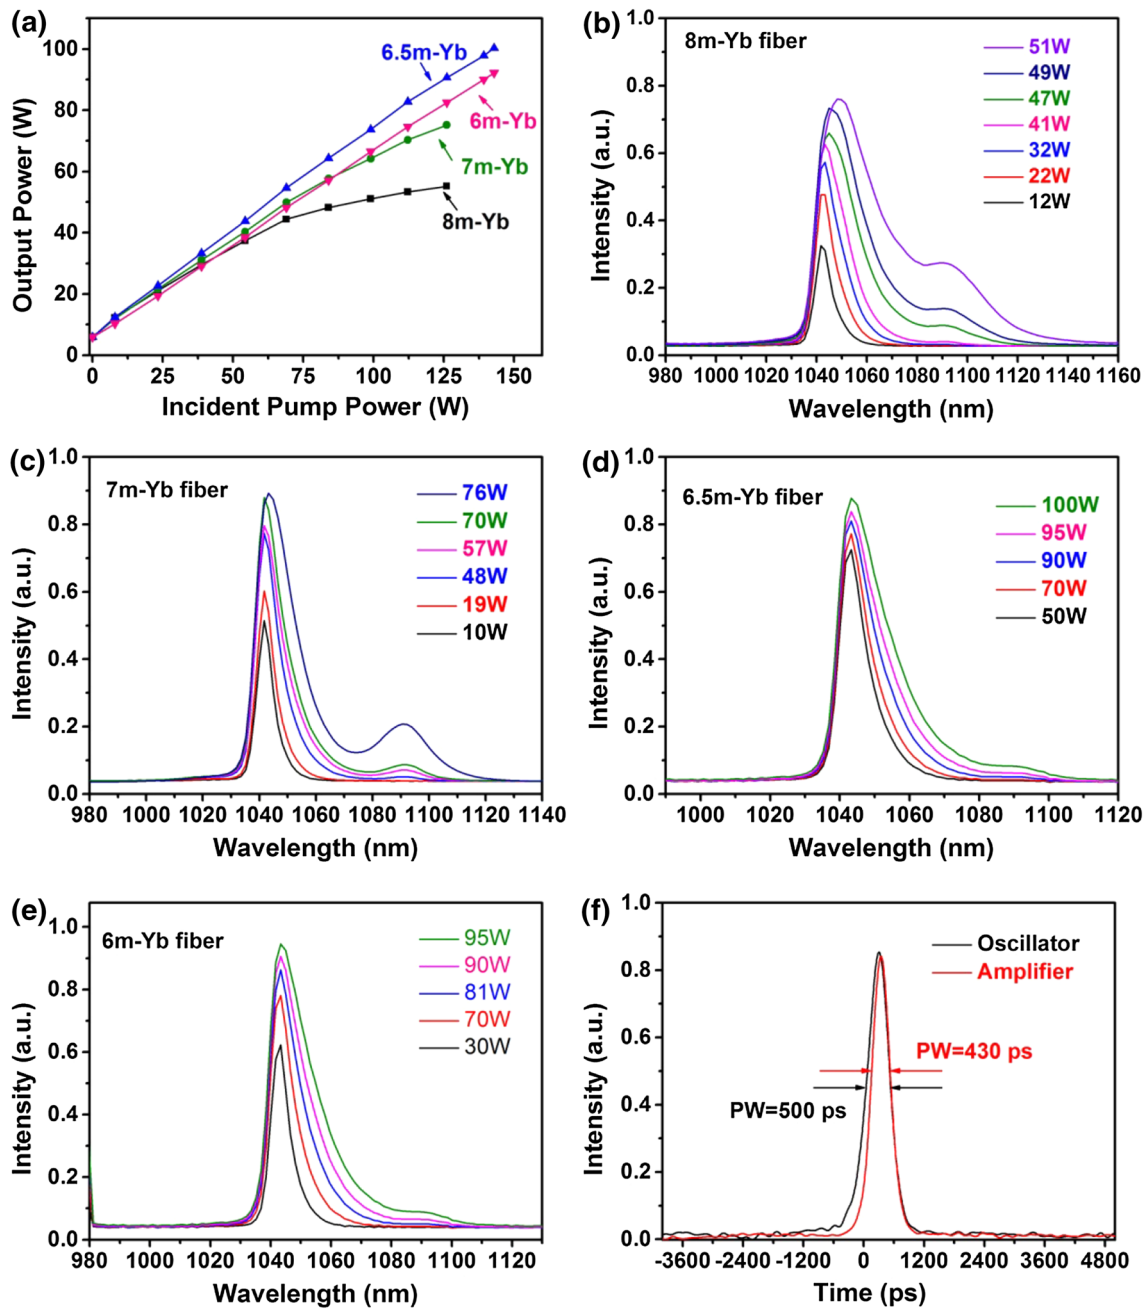 (a)
100
80
60
40
20
0
Output Power (W)
6.5m-Yb
6m-Yb
7m-Yb
8m-Yb
0 25 50 75 100 125 150
Incident Pump Power (W)
(b)
8m-Yb fiber
51W
49W
47W
41W
32W
22W
12W
1.0
0.8
0.6
0.4
0.2
0.0
Intensity (a.u.)
980 1000 1020 1040 1060 1080 1100 1120 1140 1160
Wavelength (nm)
(c)
7m-Yb fiber
76W
70W
57W
48W
19W
10W
1.0
0.8
0.6
0.4
0.2
0.0
Intensity (a.u.)
980 1000 1020 1040 1060 1080 1100 1120 1140
Wavelength (nm)
(d)
6.5m-Yb fiber
100W
95W
90W
70W
50W
1.0
0.8
0.6
0.4
0.2
0.0
Intensity (a.u.)
1000 1020 1040 1060 1080 1100 1120
Wavelength (nm)
(e)
6m-Yb fiber
95W
90W
81W
70W
30W
1.0
0.8
0.6
0.4
0.2
0.0
Intensity (a.u.)
980 1000 1020 1040 1060 1080 1100 1120
Wavelength (nm)
(f)
Oscillator
Amplifier
PW=430 ps
PW=500 ps
1.0
0.8
0.6
0.4
0.2
0.0
Intensity (a.u.)
-3600 -2400 -1200 0 1200 2400 3600 4800
Time (ps)